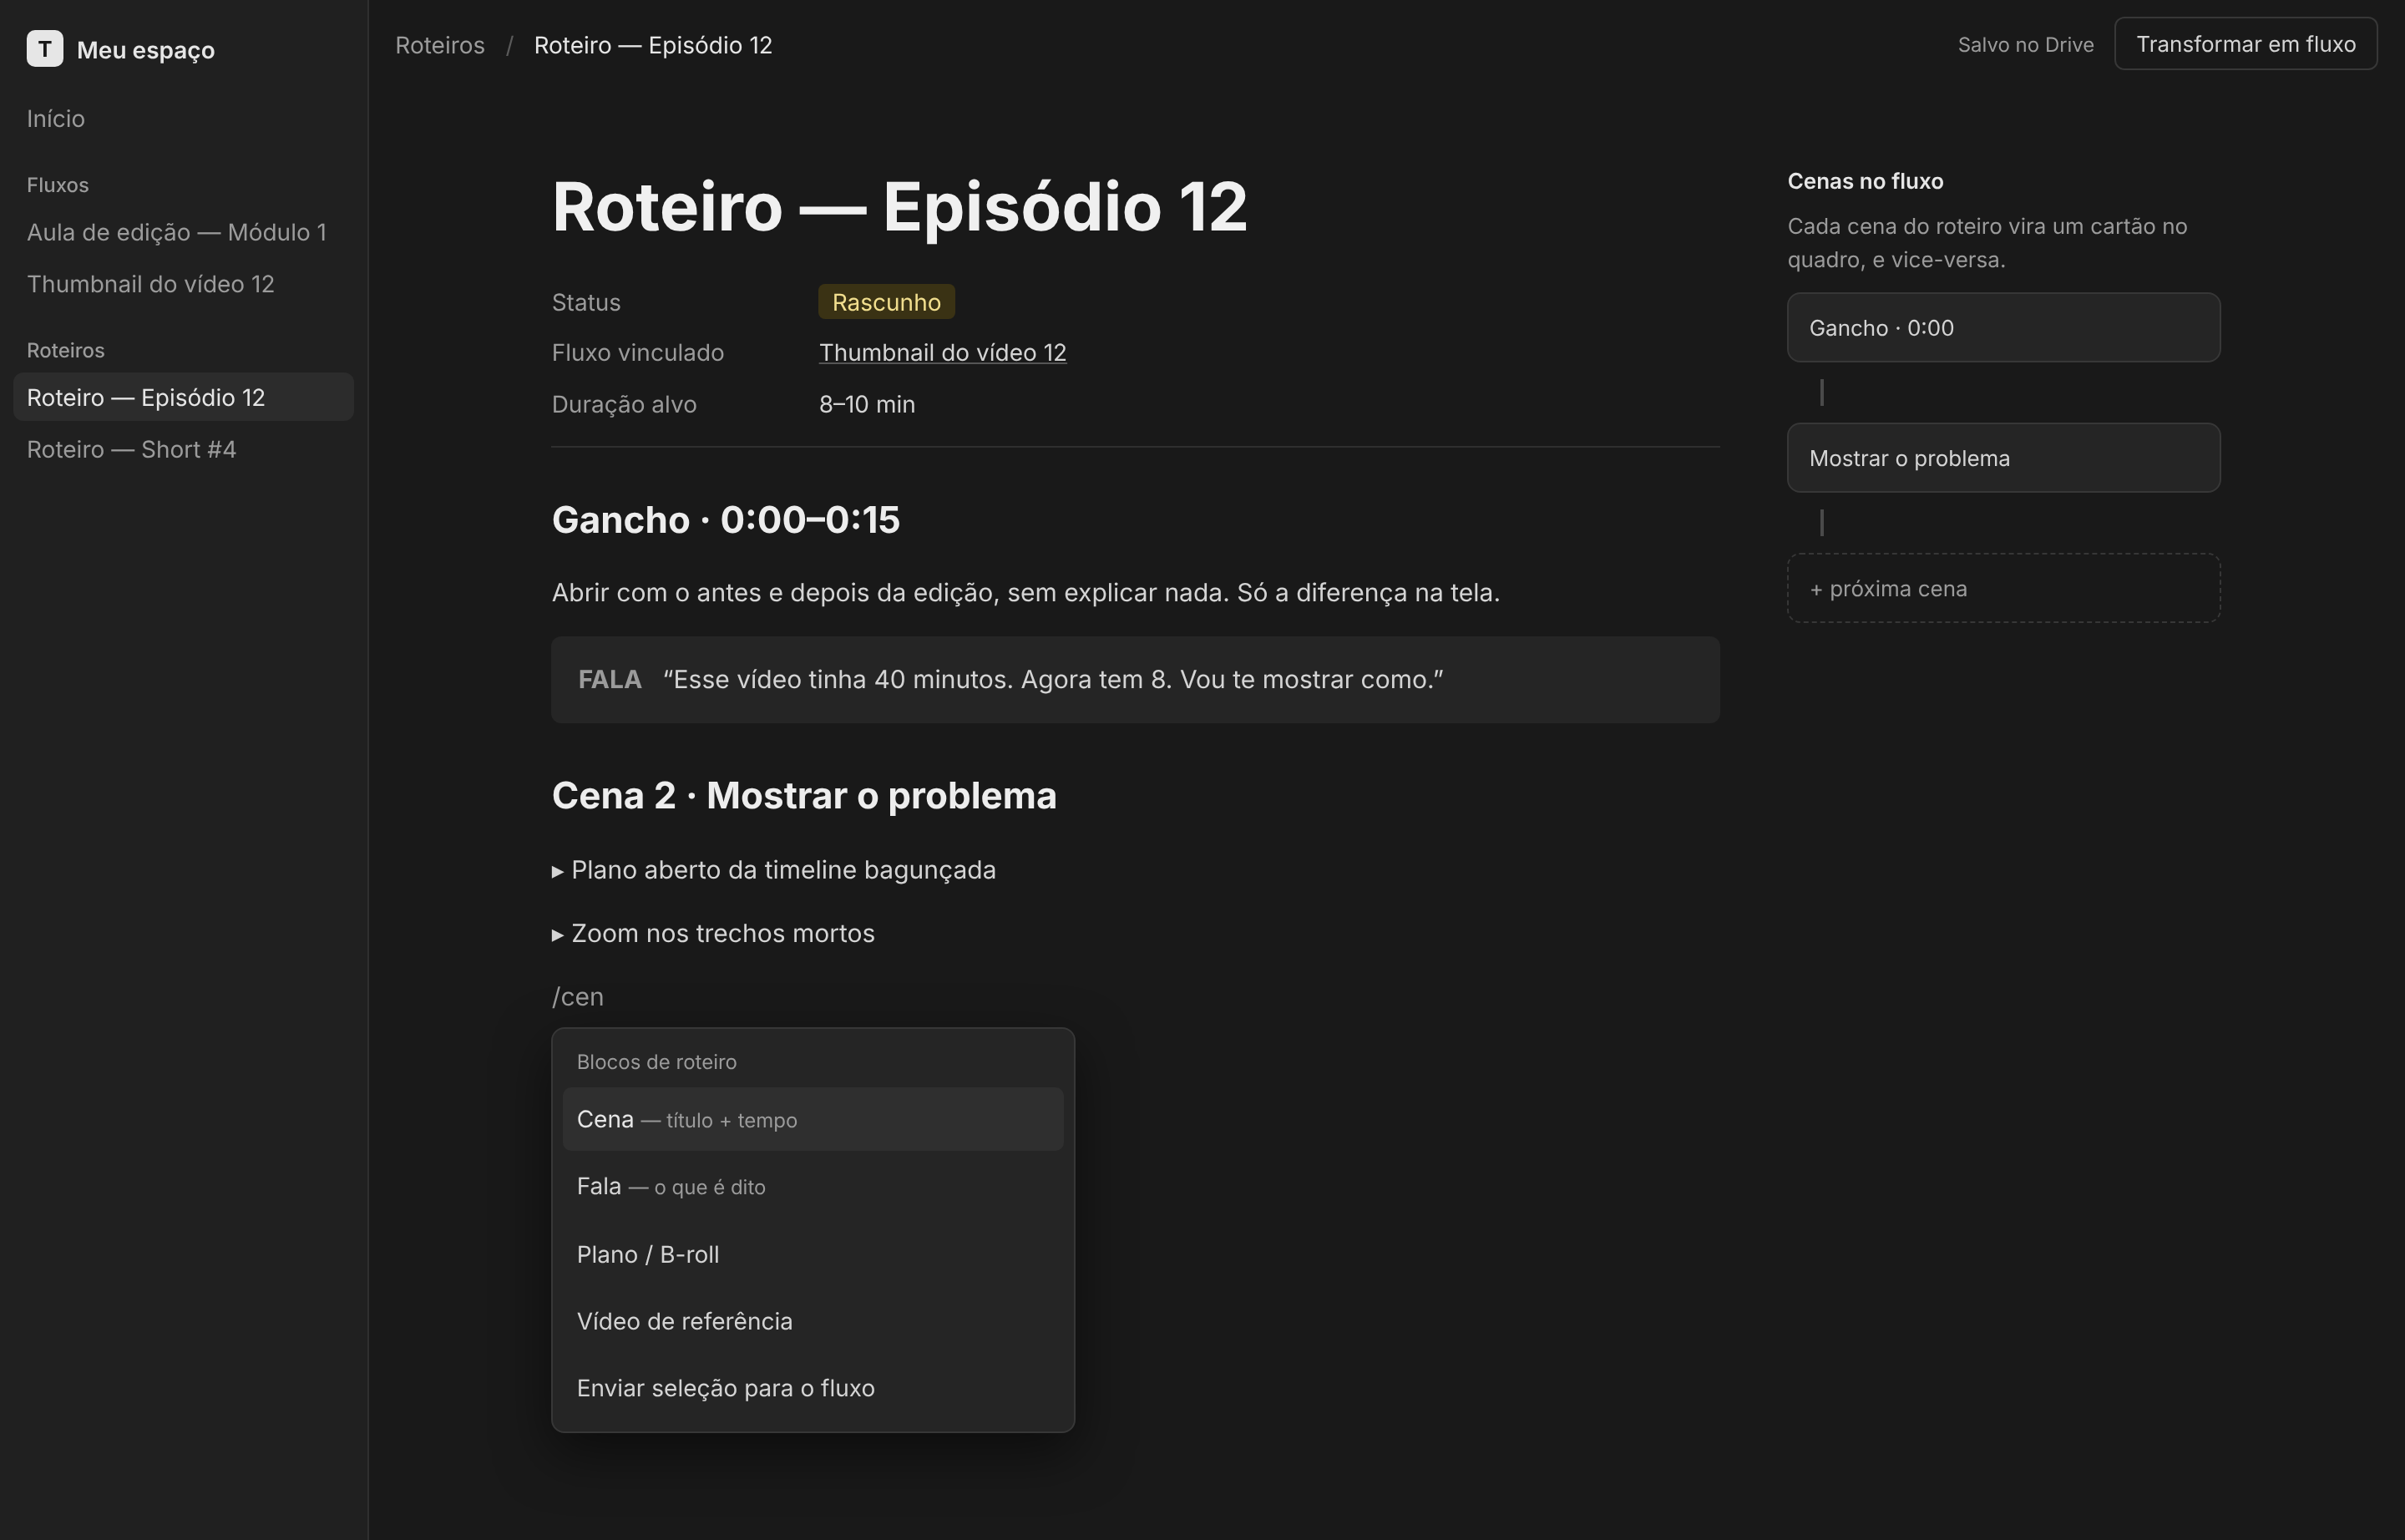 T Meu espaço
Início
Fluxos
Aula de edição — Módulo 1
Thumbnail do vídeo 12
Roteiros
Roteiro — Episódio 12
Roteiro — Short #4
Roteiros / Roteiro — Episódio 12
Salvo no Drive
Transformar em fluxo
Roteiro — Episódio 12
Status Rascunho
Fluxo vinculado Thumbnail do vídeo 12
Duração alvo 8–10 min
Gancho · 0:00–0:15
Abrir com o antes e depois da edição, sem explicar nada. Só a diferença na tela.
FALA “Esse vídeo tinha 40 minutos. Agora tem 8. Vou te mostrar como.”
Cena 2 · Mostrar o problema
▸ Plano aberto da timeline bagunçada
▸ Zoom nos trechos mortos
/cen
Blocos de roteiro
Cena — título + tempo
Fala — o que é dito
Plano / B-roll
Vídeo de referência
Enviar seleção para o fluxo
Cenas no fluxo
Cada cena do roteiro vira um cartão no
quadro, e vice-versa.
Gancho · 0:00
Mostrar o problema
+ próxima cena